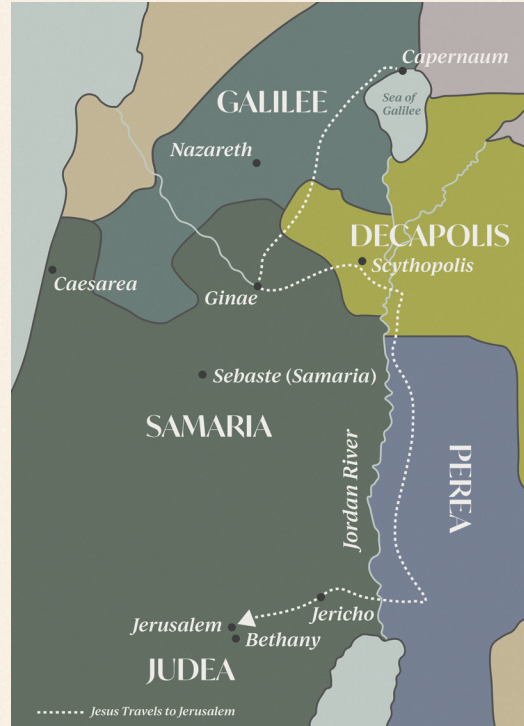 Capernaum
Sea of
Galilee
GALILEE
Nazareth
DECAPOLIS
Scythopolis
Caesarea
Ginae
Sebaste (Samaria)
SAMARIA
Jordan River
PEREA
Jericho
Jerusalem
Bethany
JUDEA
Jesus Travels to Jerusalem